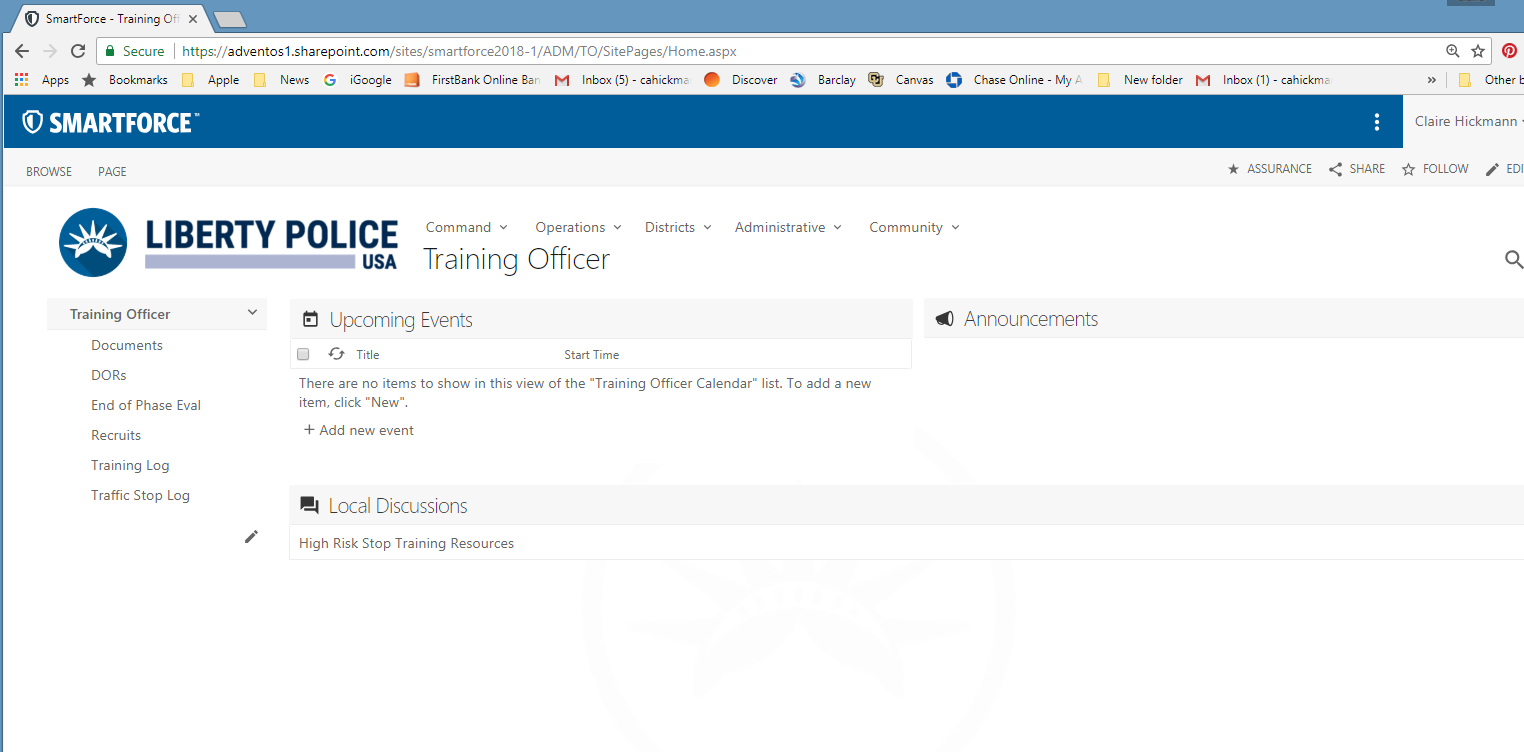 SmartForce - Training Off
Secure https://adventos1.sharepoint.com/sites/smartforce2018-1/ADM/TO/SitePages/Home.aspx
Apps Bookmarks Apple News iGoogle FirstBank Online Ban Inbox (5) - cahickma Discover Barclay Canvas Chase Online - My A New folder Inbox (1) - cahickma » Other b
SMARTFORCE™ Claire Hickmann
BROWSE PAGE ASSURANCE SHARE FOLLOW EDI
LIBERTY POLICE
USA
Command Operations Districts Administrative Community
Training Officer
Training Officer
Documents
DORs
End of Phase Eval
Recruits
Training Log
Traffic Stop Log
Upcoming Events
Title Start Time
There are no items to show in this view of the "Training Officer Calendar" list. To add a new
item, click "New".
+ Add new event
Announcements
Local Discussions
High Risk Stop Training Resources